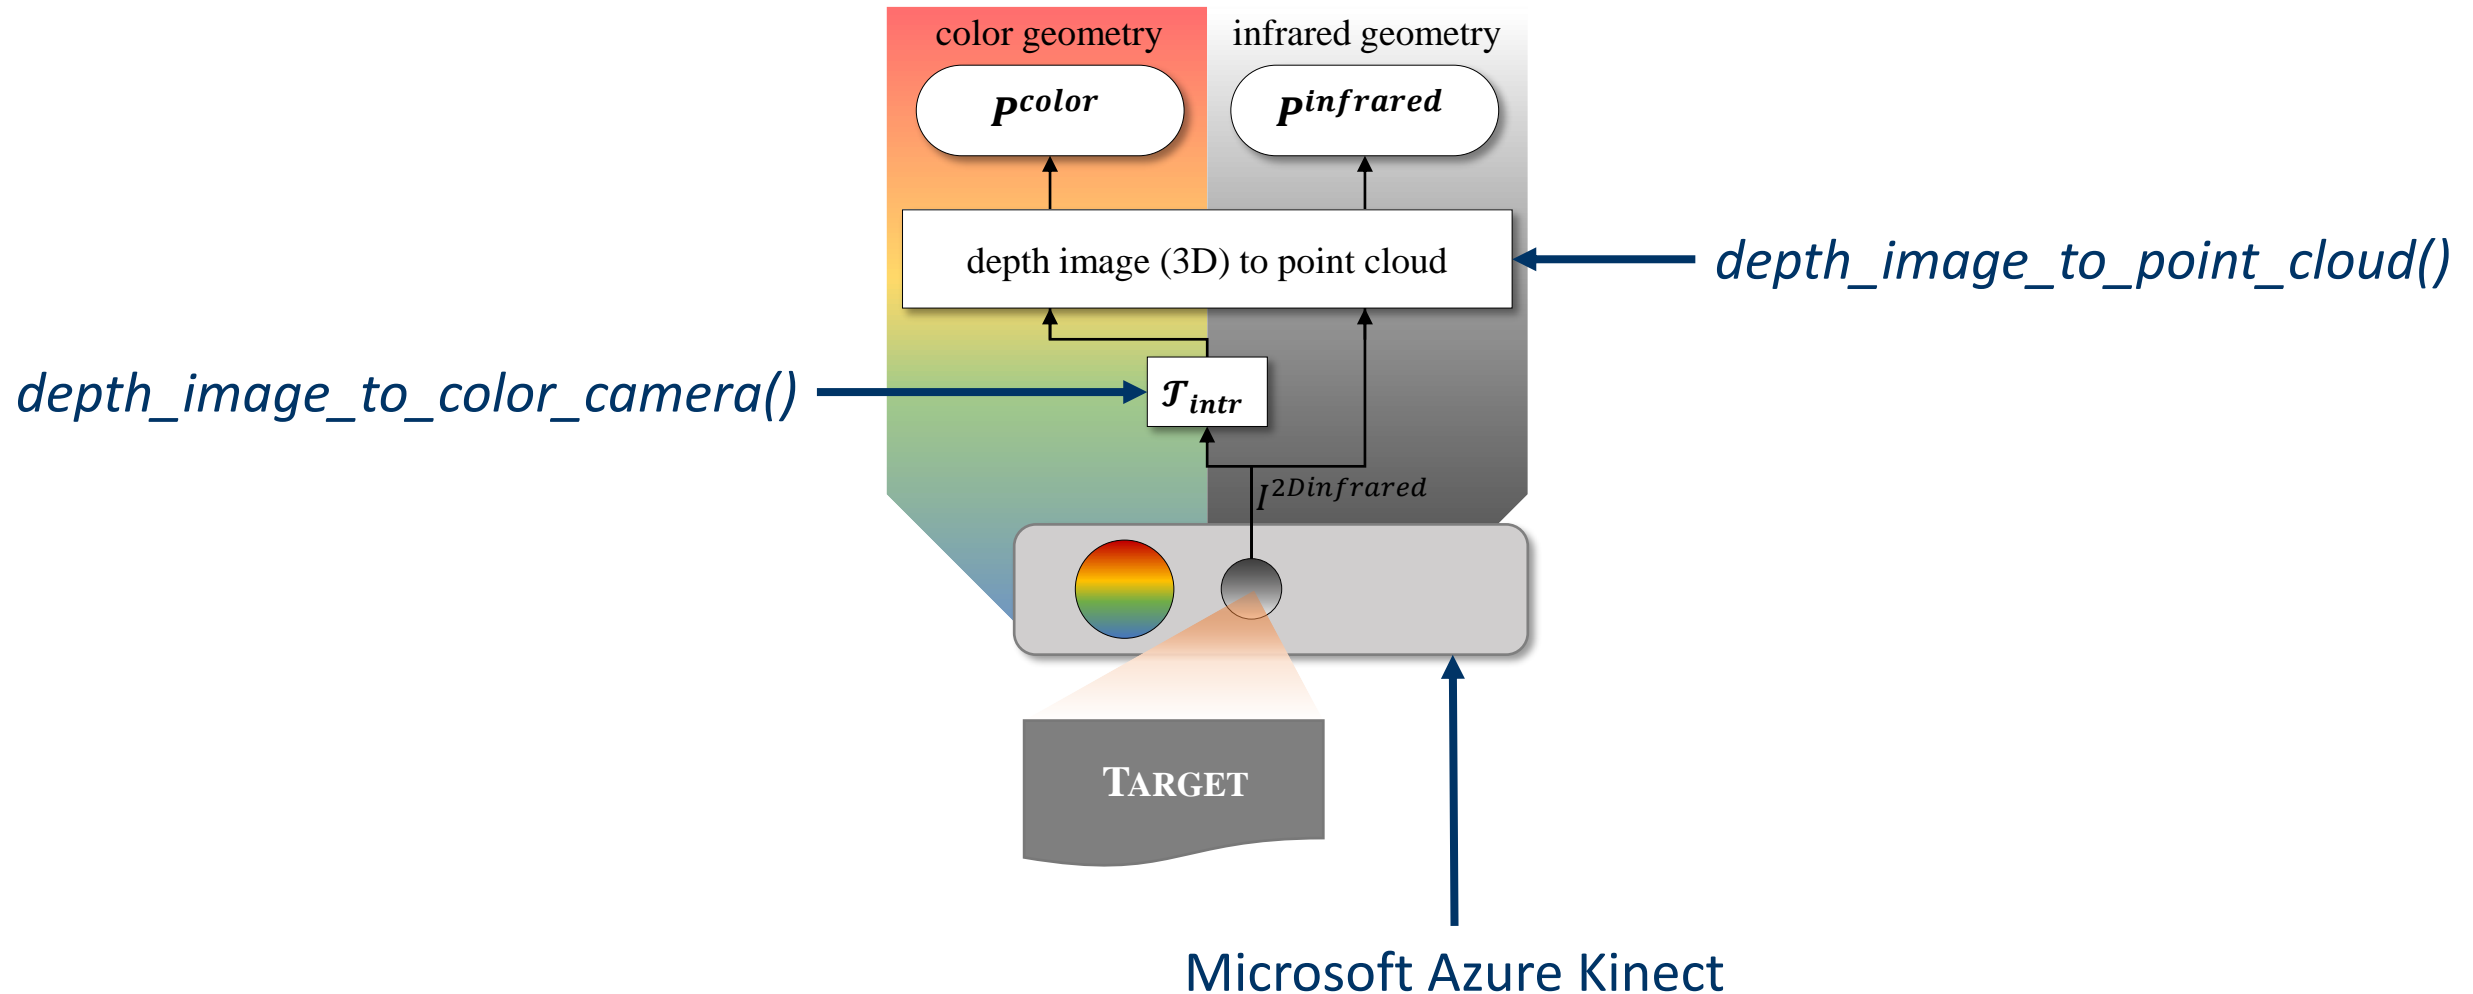 color geometry
infrared geometry
P^color
P^infrared
depth image (3D) to point cloud
depth_image_to_point_cloud()
depth_image_to_color_camera()
𝒯_intr
I^2Dinfrared
TARGET
Microsoft Azure Kinect